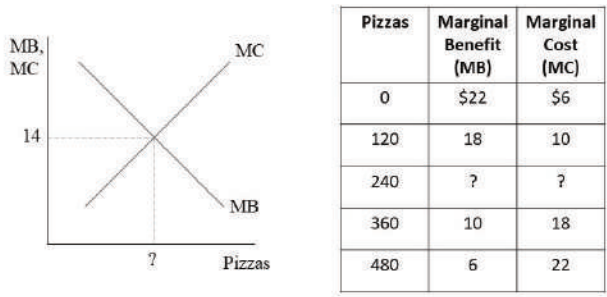 MB,
MC
MC
14
MB
?
Pizzas
Pizzas Marginal Benefit (MB) Marginal Cost (MC)
0 $22 $6
120 18 10
240 ? ?
360 10 18
480 6 22